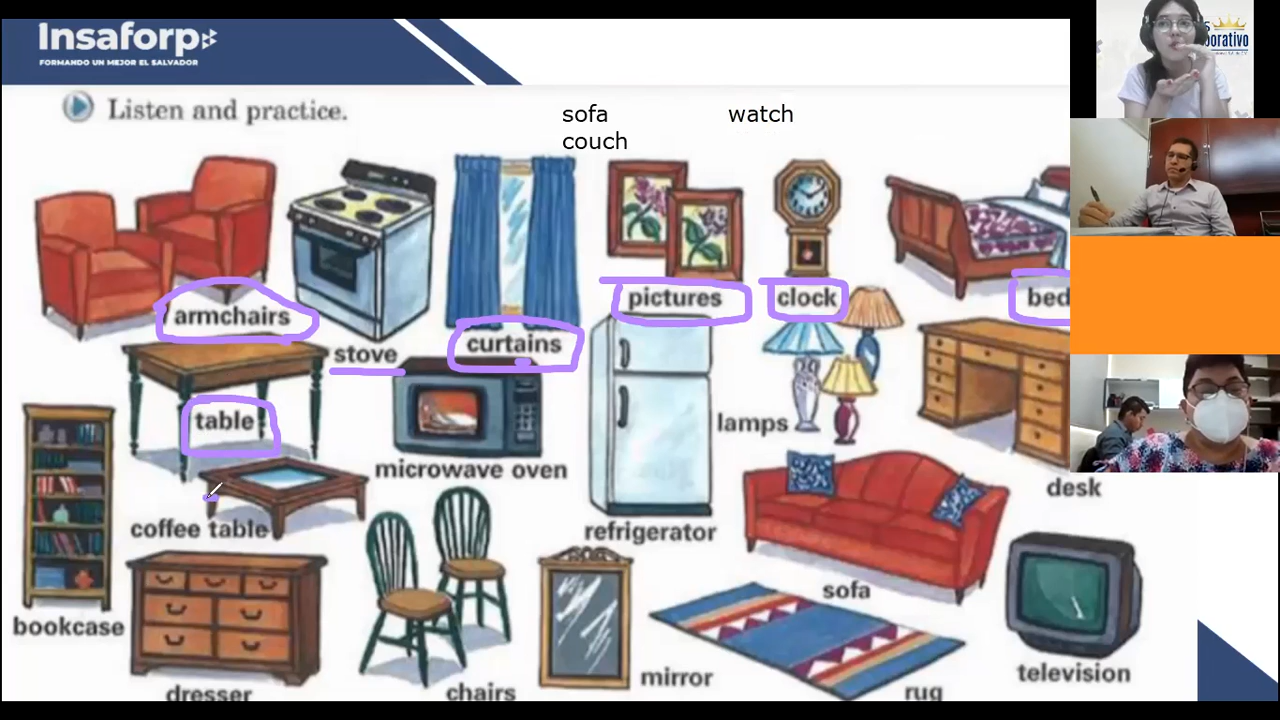 Insaforp
FORMANDO UN MEJOR EL SALVADOR
Listen and practice.
sofa
couch
watch
armchairs
stove
curtains
pictures
clock
bed
table
microwave oven
lamps
coffee table
refrigerator
desk
sofa
bookcase
dresser
chairs
mirror
rug
television